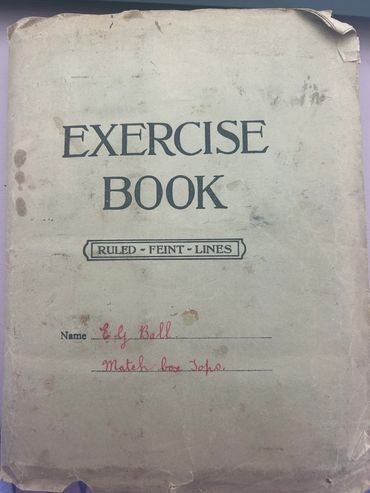 EXERCISE
BOOK
RULED - FEINT - LINES
Name E G Ball
Match box Tops.